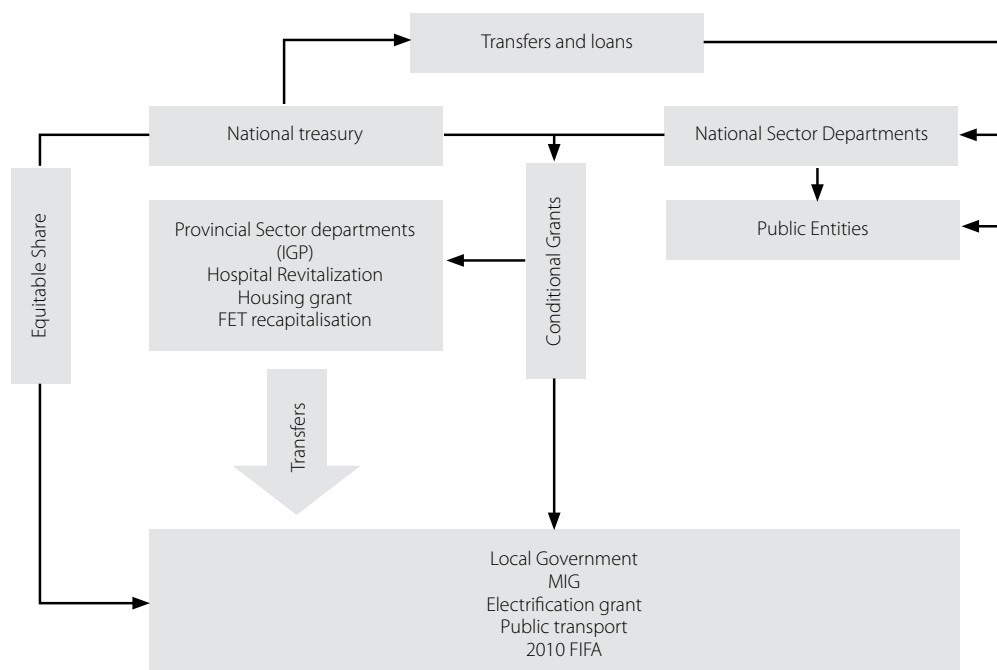 Transfers and loans
National treasury
National Sector Departments
Equitable Share
Provincial Sector departments
(IGP)
Hospital Revitalization
Housing grant
FET recapitalisation
Conditional Grants
Public Entities
Transfers
Local Government
MIG
Electrification grant
Public transport
2010 FIFA